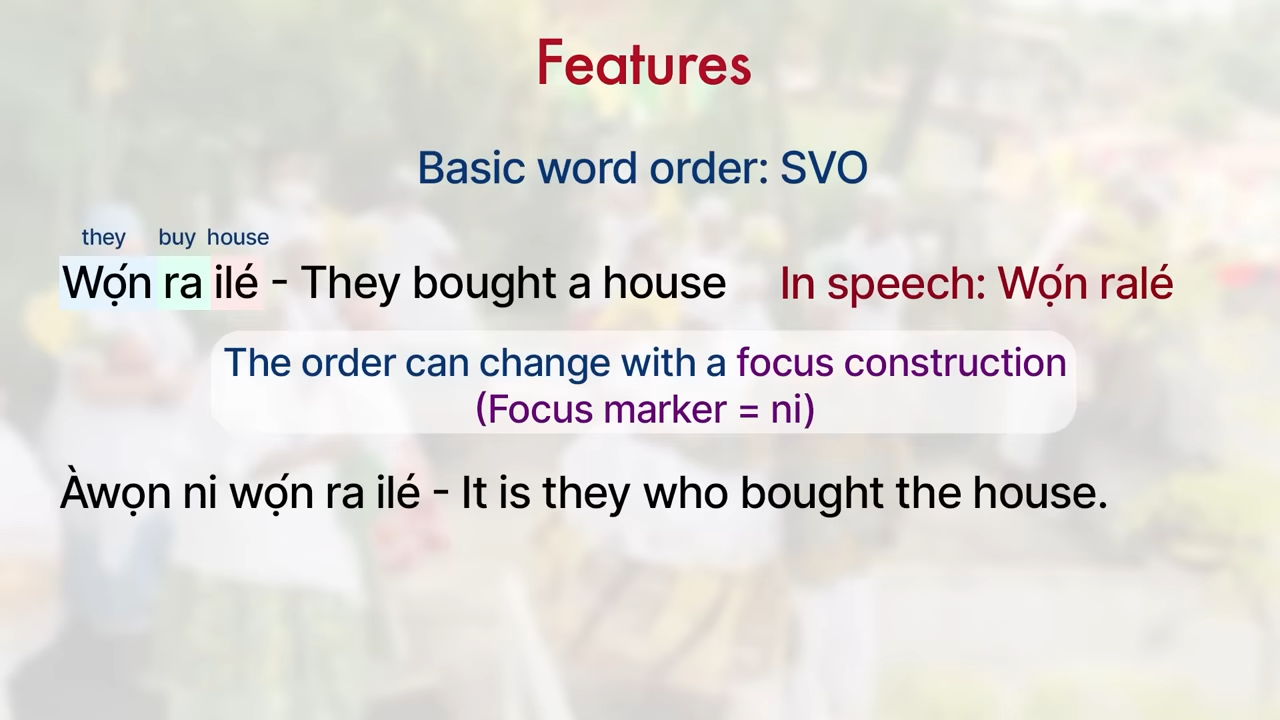 Features
Basic word order: SVO
they buy house
Wọ́n ra ilé - They bought a house In speech: Wọ́n ralé
The order can change with a focus construction
(Focus marker = ni)
Àwọn ni wọ́n ra ilé - It is they who bought the house.